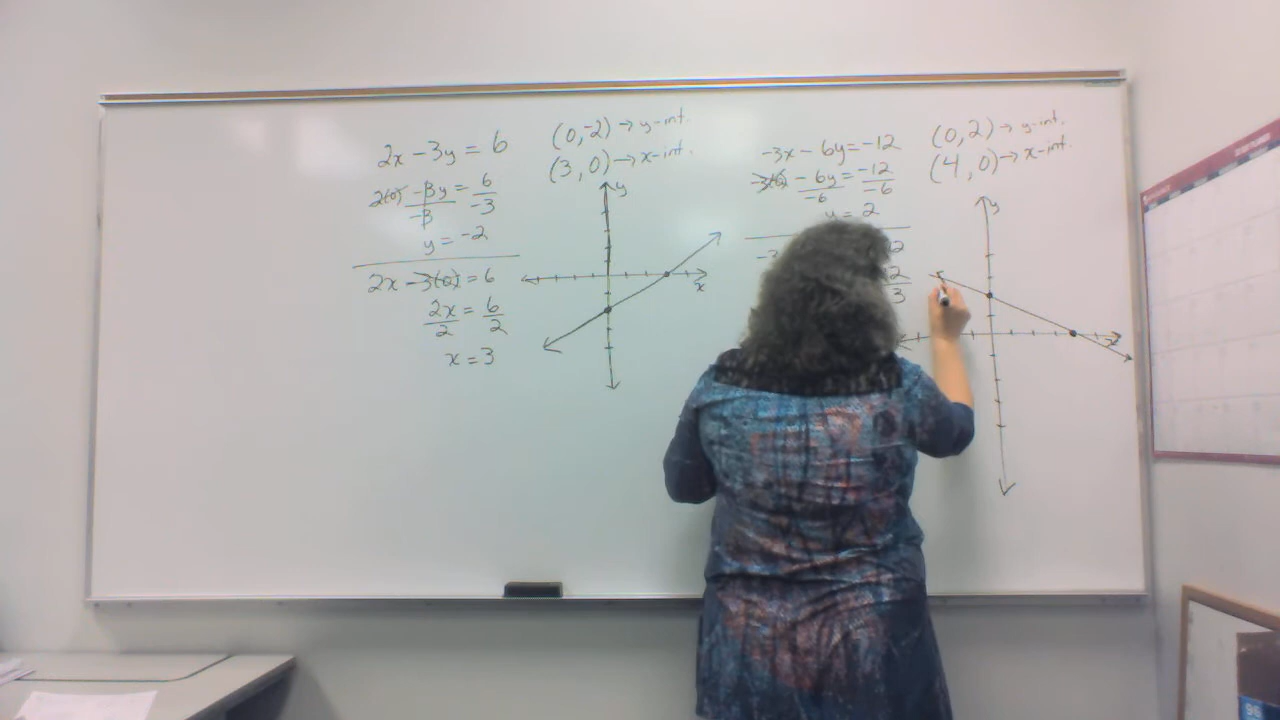 2x - 3y = 6
2(0) - 3y = 6
-3 -3
y = -2
2x - 3(0) = 6
2x = 6
2 2
x = 3
(0,-2) → y-int.
(3,0) → x-int.
y
x
-3x - 6y = -12
-3(0) - 6y = -12
-6 -6
y = 2
2
3
(0,2) → y-int.
(4,0) → x-int.
y
x